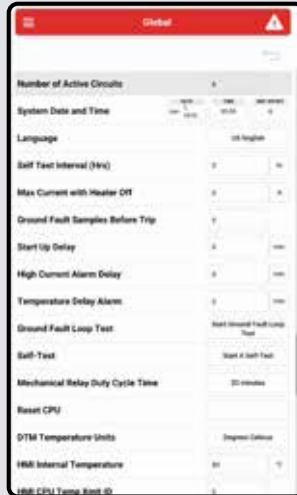 Global
Number of Active Circuits
System Date and Time
Language US English
Self Test Interval (Hrs)
Max Current with Heater Off
Ground Fault Samples Before Trip
Start Up Delay
High Current Alarm Delay
Temperature Delay Alarm
Ground Fault Loop Test Start Ground Fault Loop
Test
Self-Test Start A Self-Test
Mechanical Relay Duty Cycle Time 20 minutes
Reset CPU
DTM Temperature Units Degrees Celsius
HMI Internal Temperature
HMI CPU Temp Xmit ID